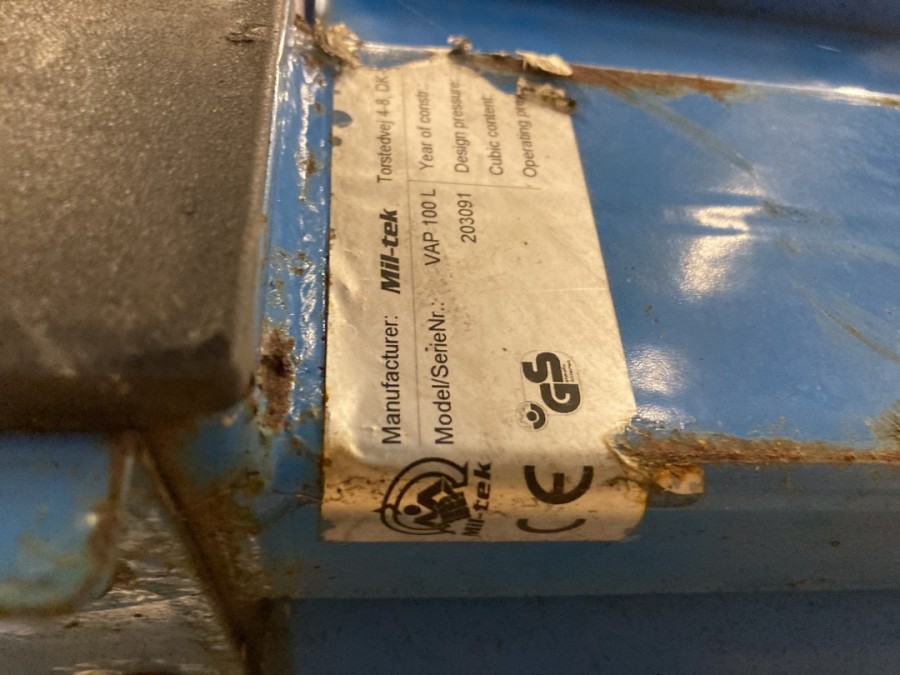 Manufacturer: Mil-tek Torstedvej 4-8, DK
Model/SerieNr.: VAP 100 L Year of constr.
203091 Design pressure
Cubic content
Operating
Mil-tek
CE
GS